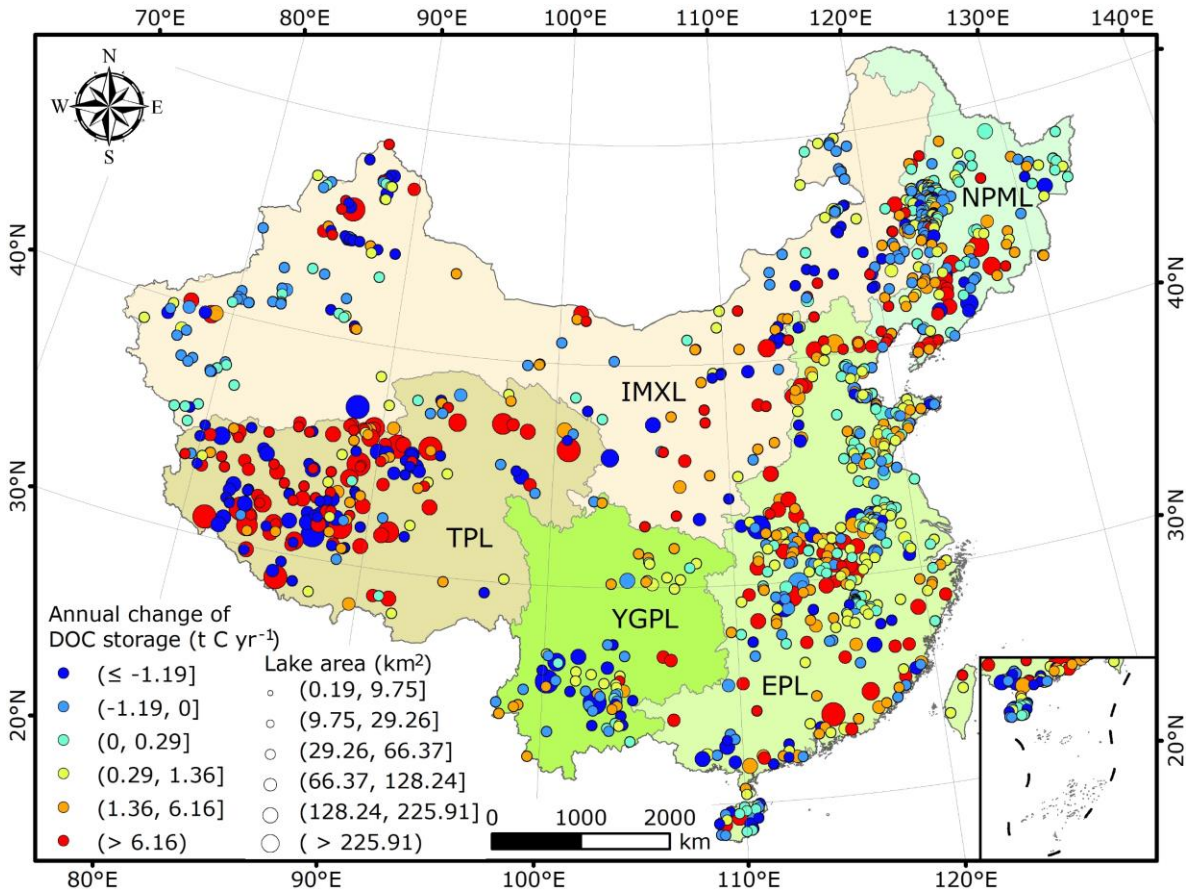 70°E 80°E 90°E 100°E 110°E 120°E 130°E 140°E
N
W E
S
40°N
30°N
20°N
40°N
30°N
20°N
NPML
IMXL
TPL
YGPL
EPL
Annual change of
DOC storage (t C yr⁻¹)
(≤ -1.19]
(-1.19, 0]
(0, 0.29]
(0.29, 1.36]
(1.36, 6.16]
(> 6.16)
Lake area (km²)
(0.19, 9.75]
(9.75, 29.26]
(29.26, 66.37]
(66.37, 128.24]
(128.24, 225.91]
( > 225.91)
0 1000 2000
km
80°E 90°E 100°E 110°E 120°E